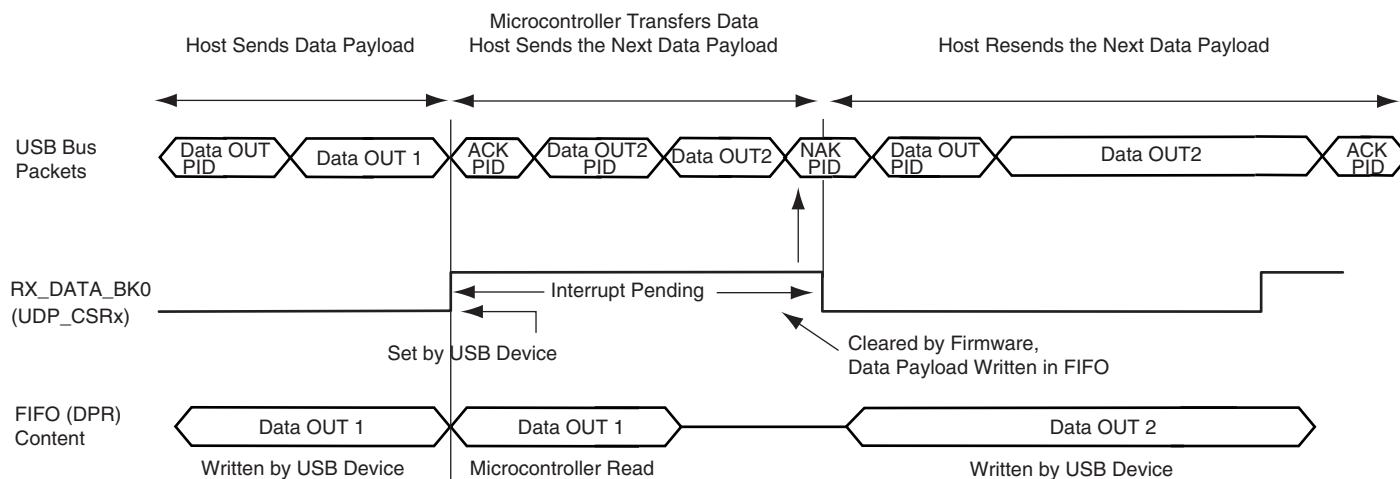 Host Sends Data Payload
Microcontroller Transfers Data
Host Sends the Next Data Payload
Host Resends the Next Data Payload
USB Bus
Packets
Data OUT
PID
Data OUT 1
ACK
PID
Data OUT2
PID
Data OUT2
NAK
PID
Data OUT
PID
Data OUT2
ACK
PID
RX_DATA_BK0
(UDP_CSRx)
Interrupt Pending
Set by USB Device
Cleared by Firmware,
Data Payload Written in FIFO
FIFO (DPR)
Content
Data OUT 1
Data OUT 1
Data OUT 2
Written by USB Device
Microcontroller Read
Written by USB Device